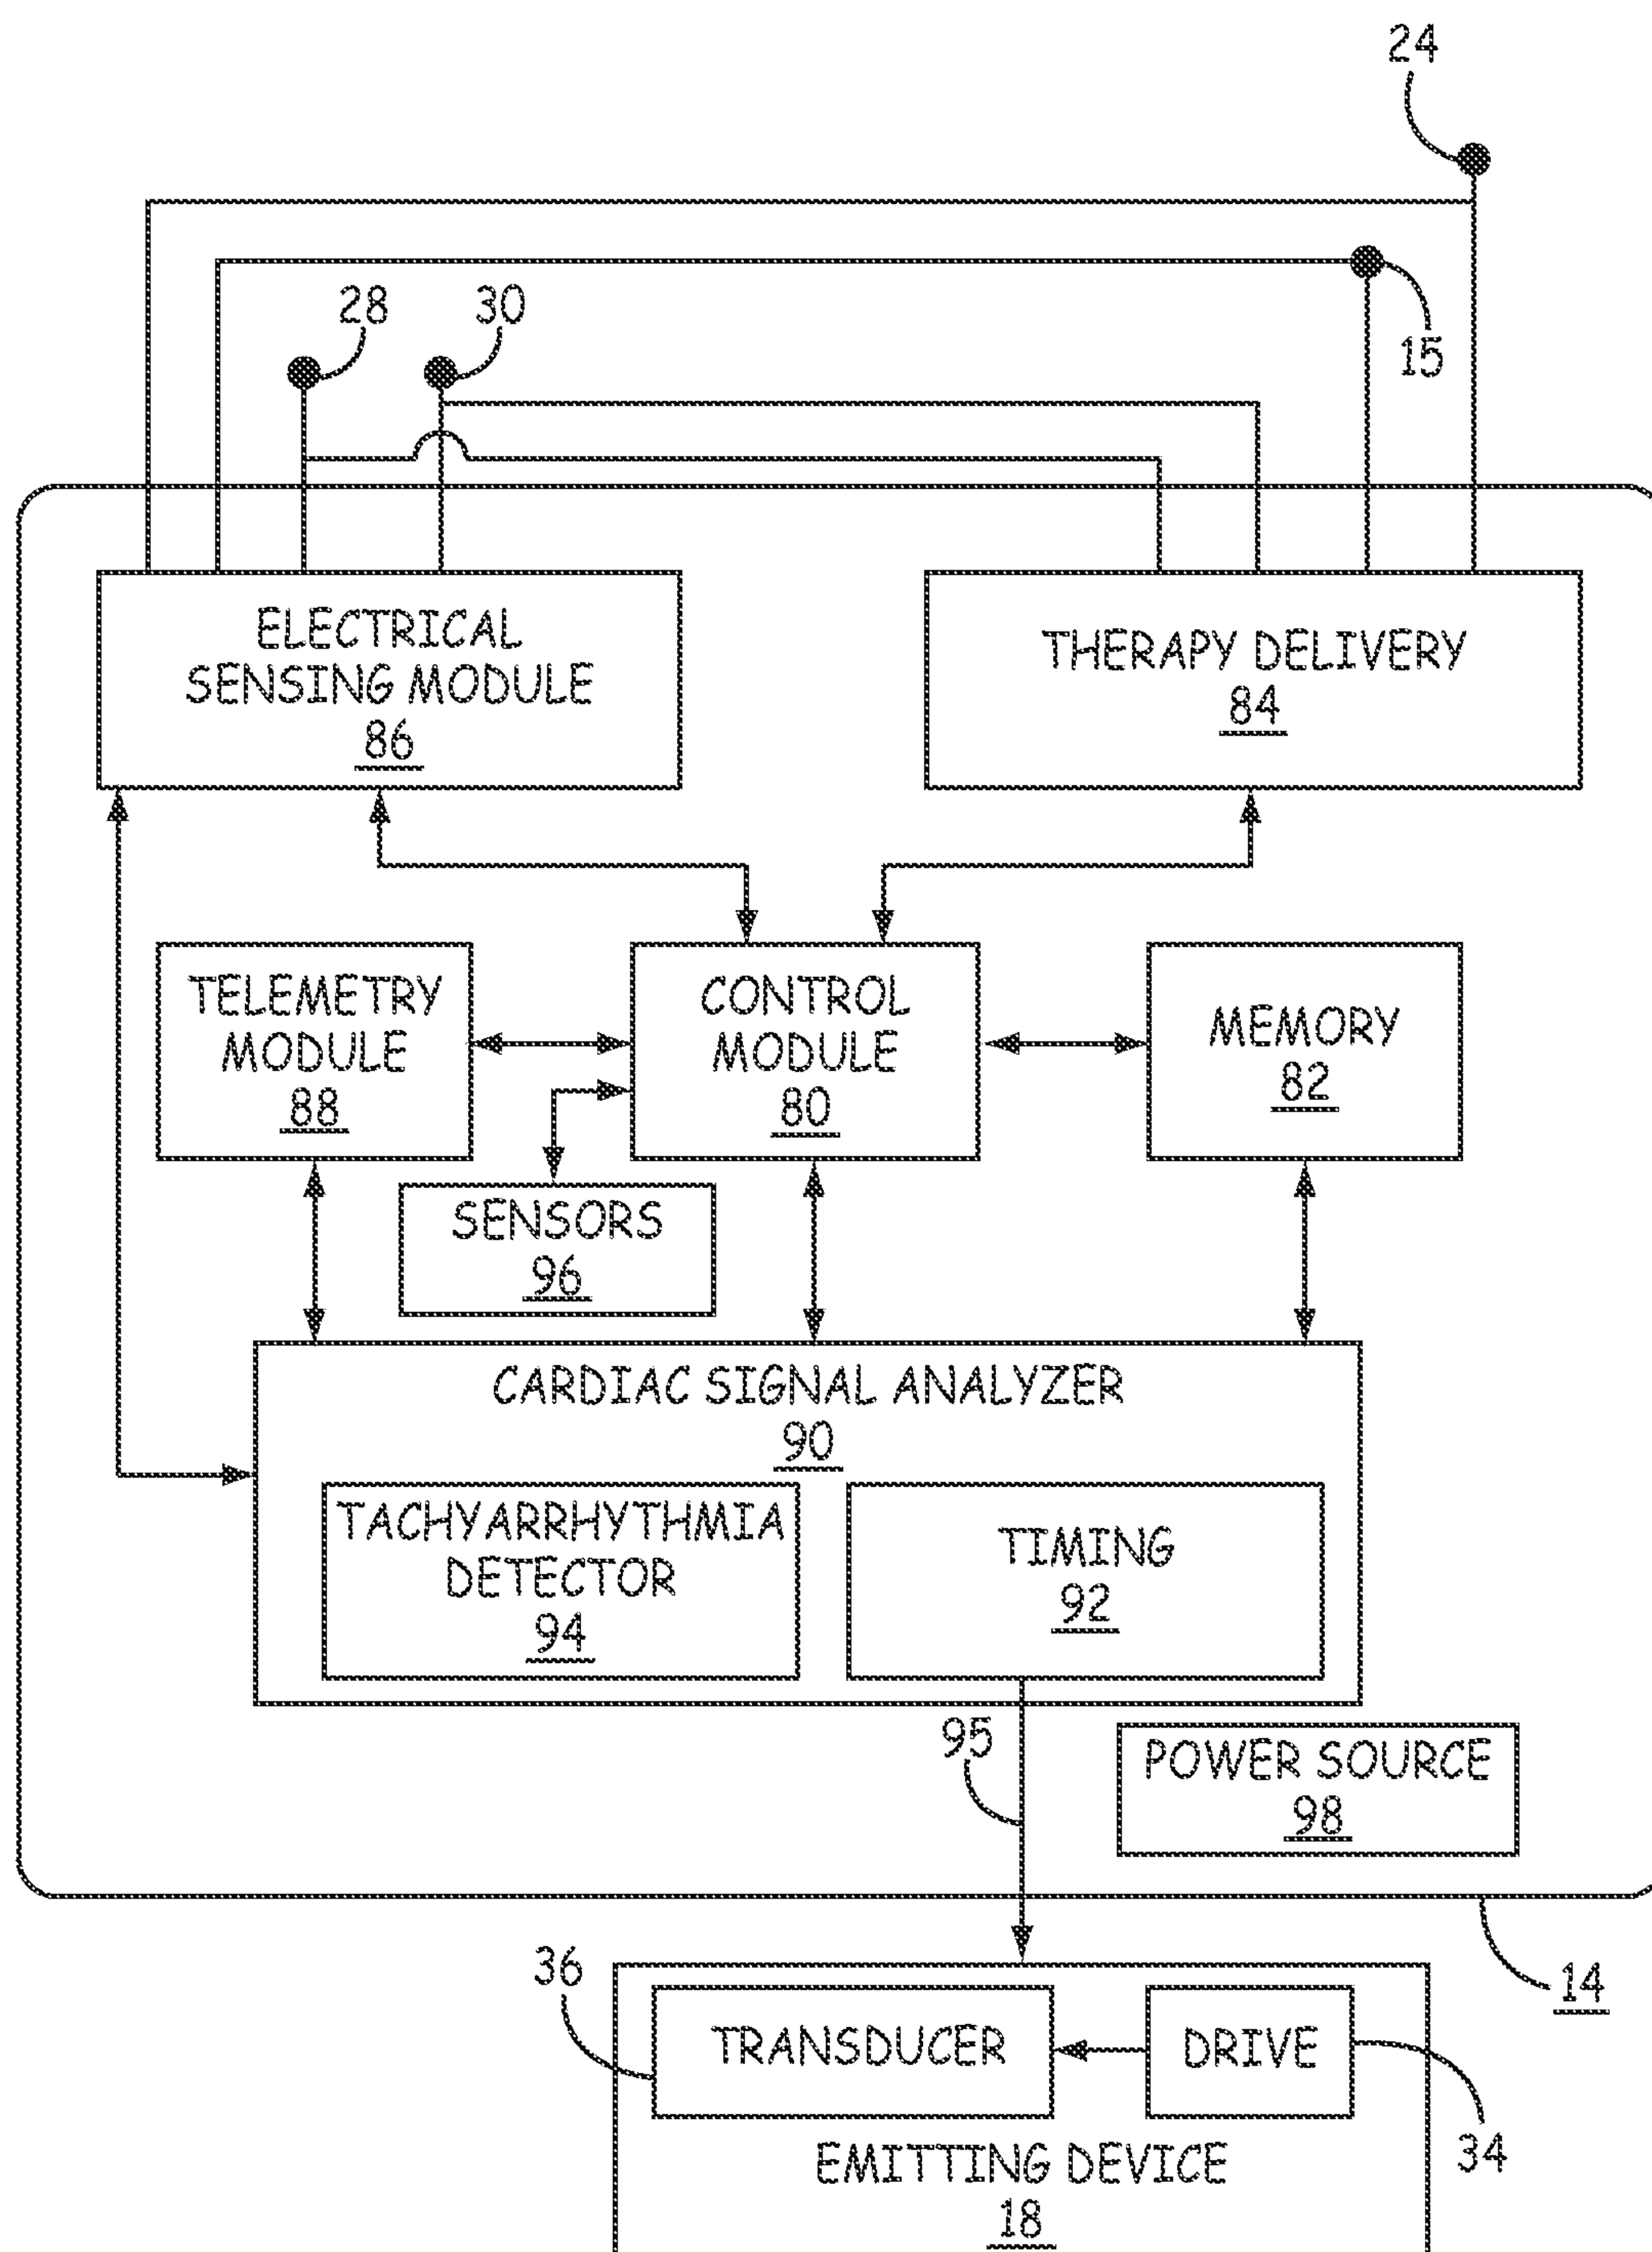 24
28
30
15
ELECTRICAL
SENSING MODULE
86
THERAPY DELIVERY
84
TELEMETRY
MODULE
88
CONTROL
MODULE
80
MEMORY
82
SENSORS
96
CARDIAC SIGNAL ANALYZER
90
TACHYARRHYTHMIA
DETECTOR
94
TIMING
92
95
POWER SOURCE
98
36
14
TRANSDUCER
DRIVE
34
EMITTING DEVICE
18